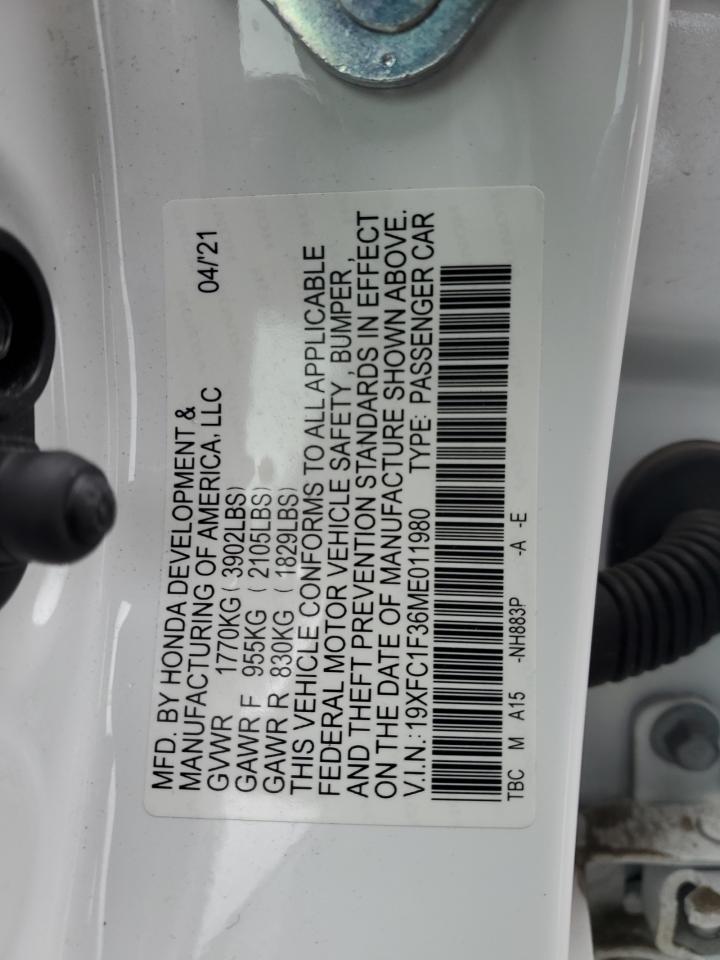 MFD. BY HONDA DEVELOPMENT &
MANUFACTURING OF AMERICA, LLC 04/'21
GVWR 1770KG ( 3902LBS)
GAWR F 955KG ( 2105LBS)
GAWR R 830KG ( 1829LBS)
THIS VEHICLE CONFORMS TO ALL APPLICABLE
FEDERAL MOTOR VEHICLE SAFETY, BUMPER,
AND THEFT PREVENTION STANDARDS IN EFFECT
ON THE DATE OF MANUFACTURE SHOWN ABOVE.
V.I.N.:19XFC1F36ME011980 TYPE: PASSENGER CAR
TBC M A15 -NH883P -A -E